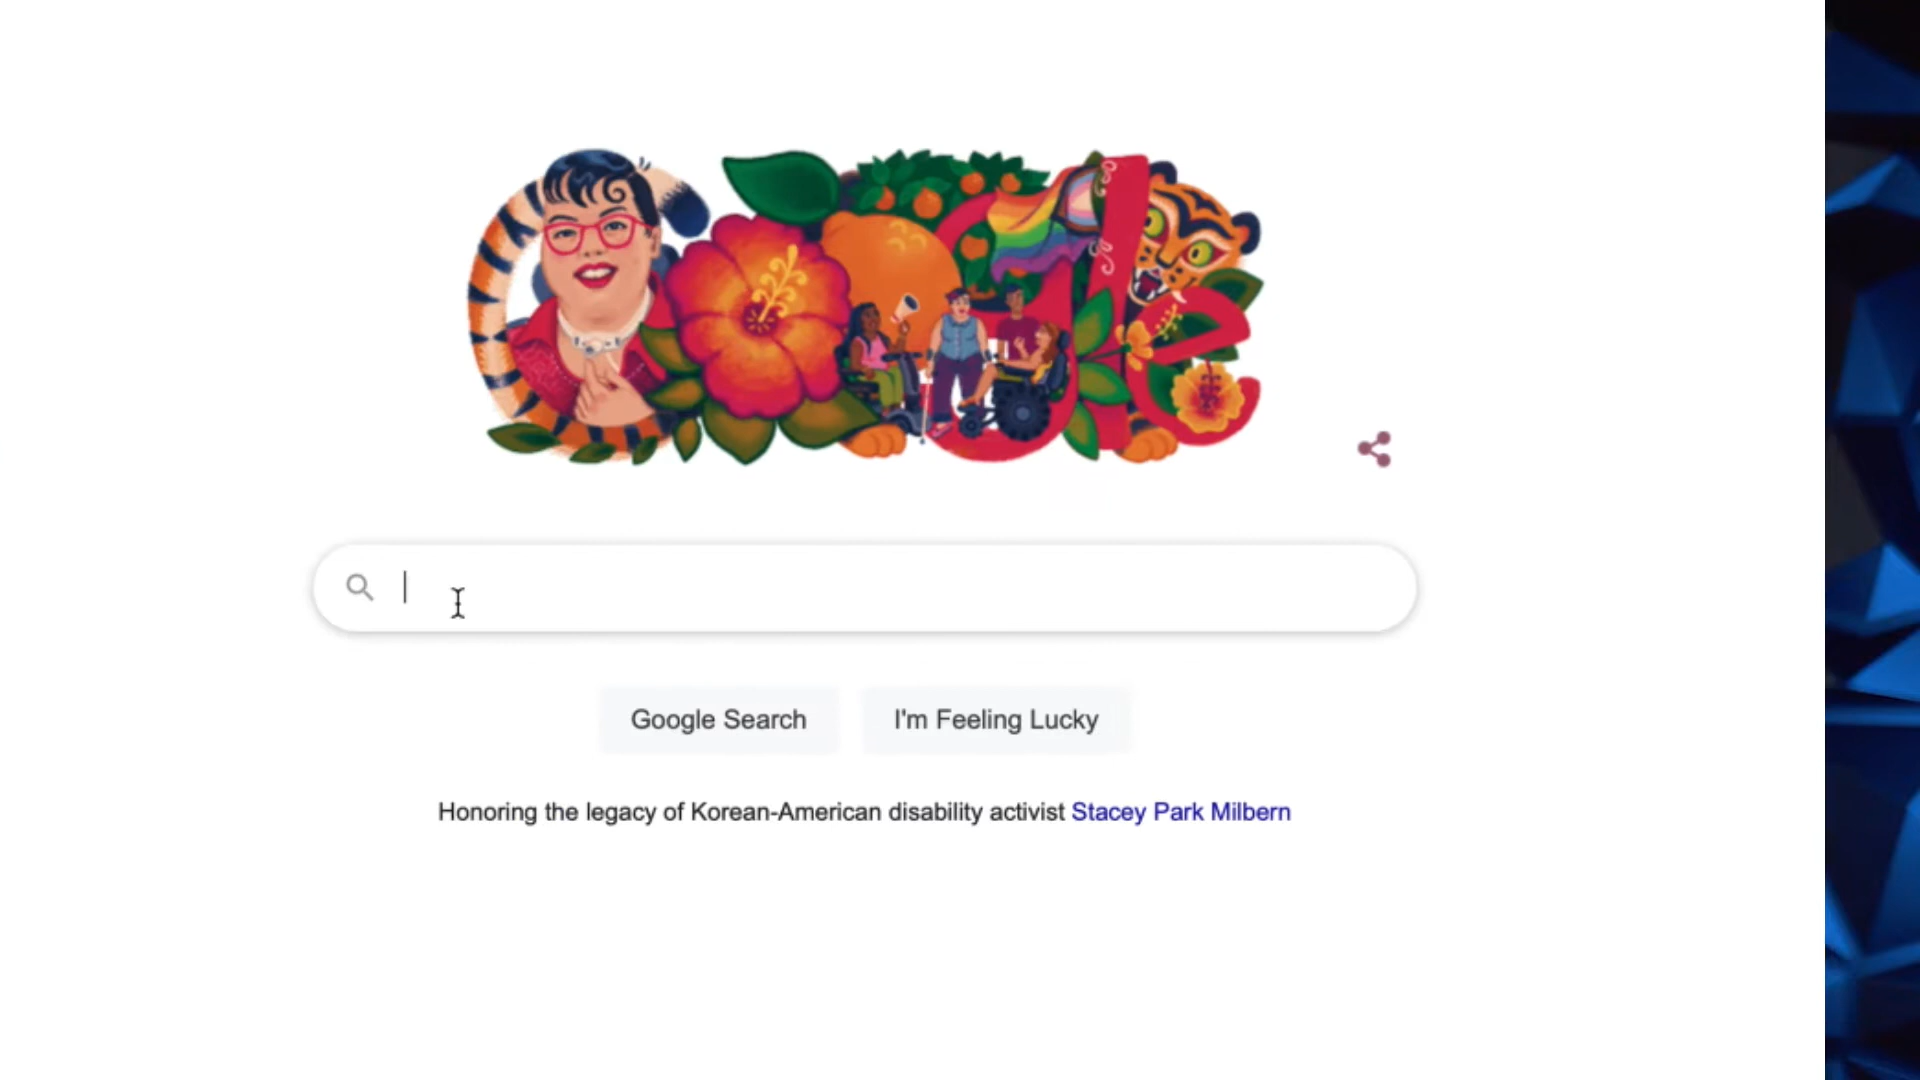 Google Search
I'm Feeling Lucky
Honoring the legacy of Korean-American disability activist Stacey Park Milbern